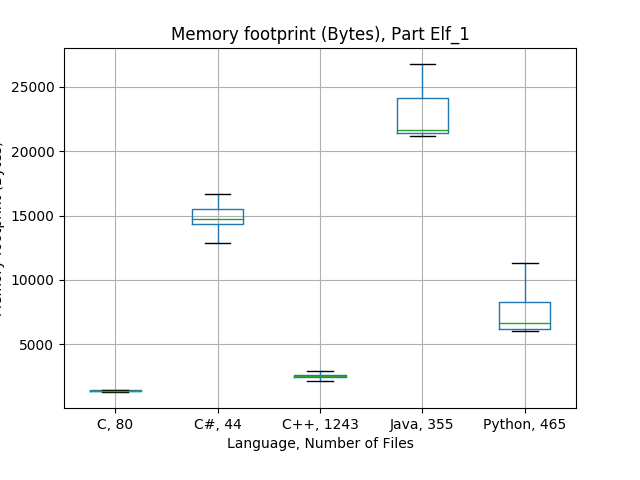 Memory footprint (Bytes), Part Elf_1
25000
20000
15000
10000
5000
C, 80
C#, 44
C++, 1243
Java, 355
Python, 465
Language, Number of Files